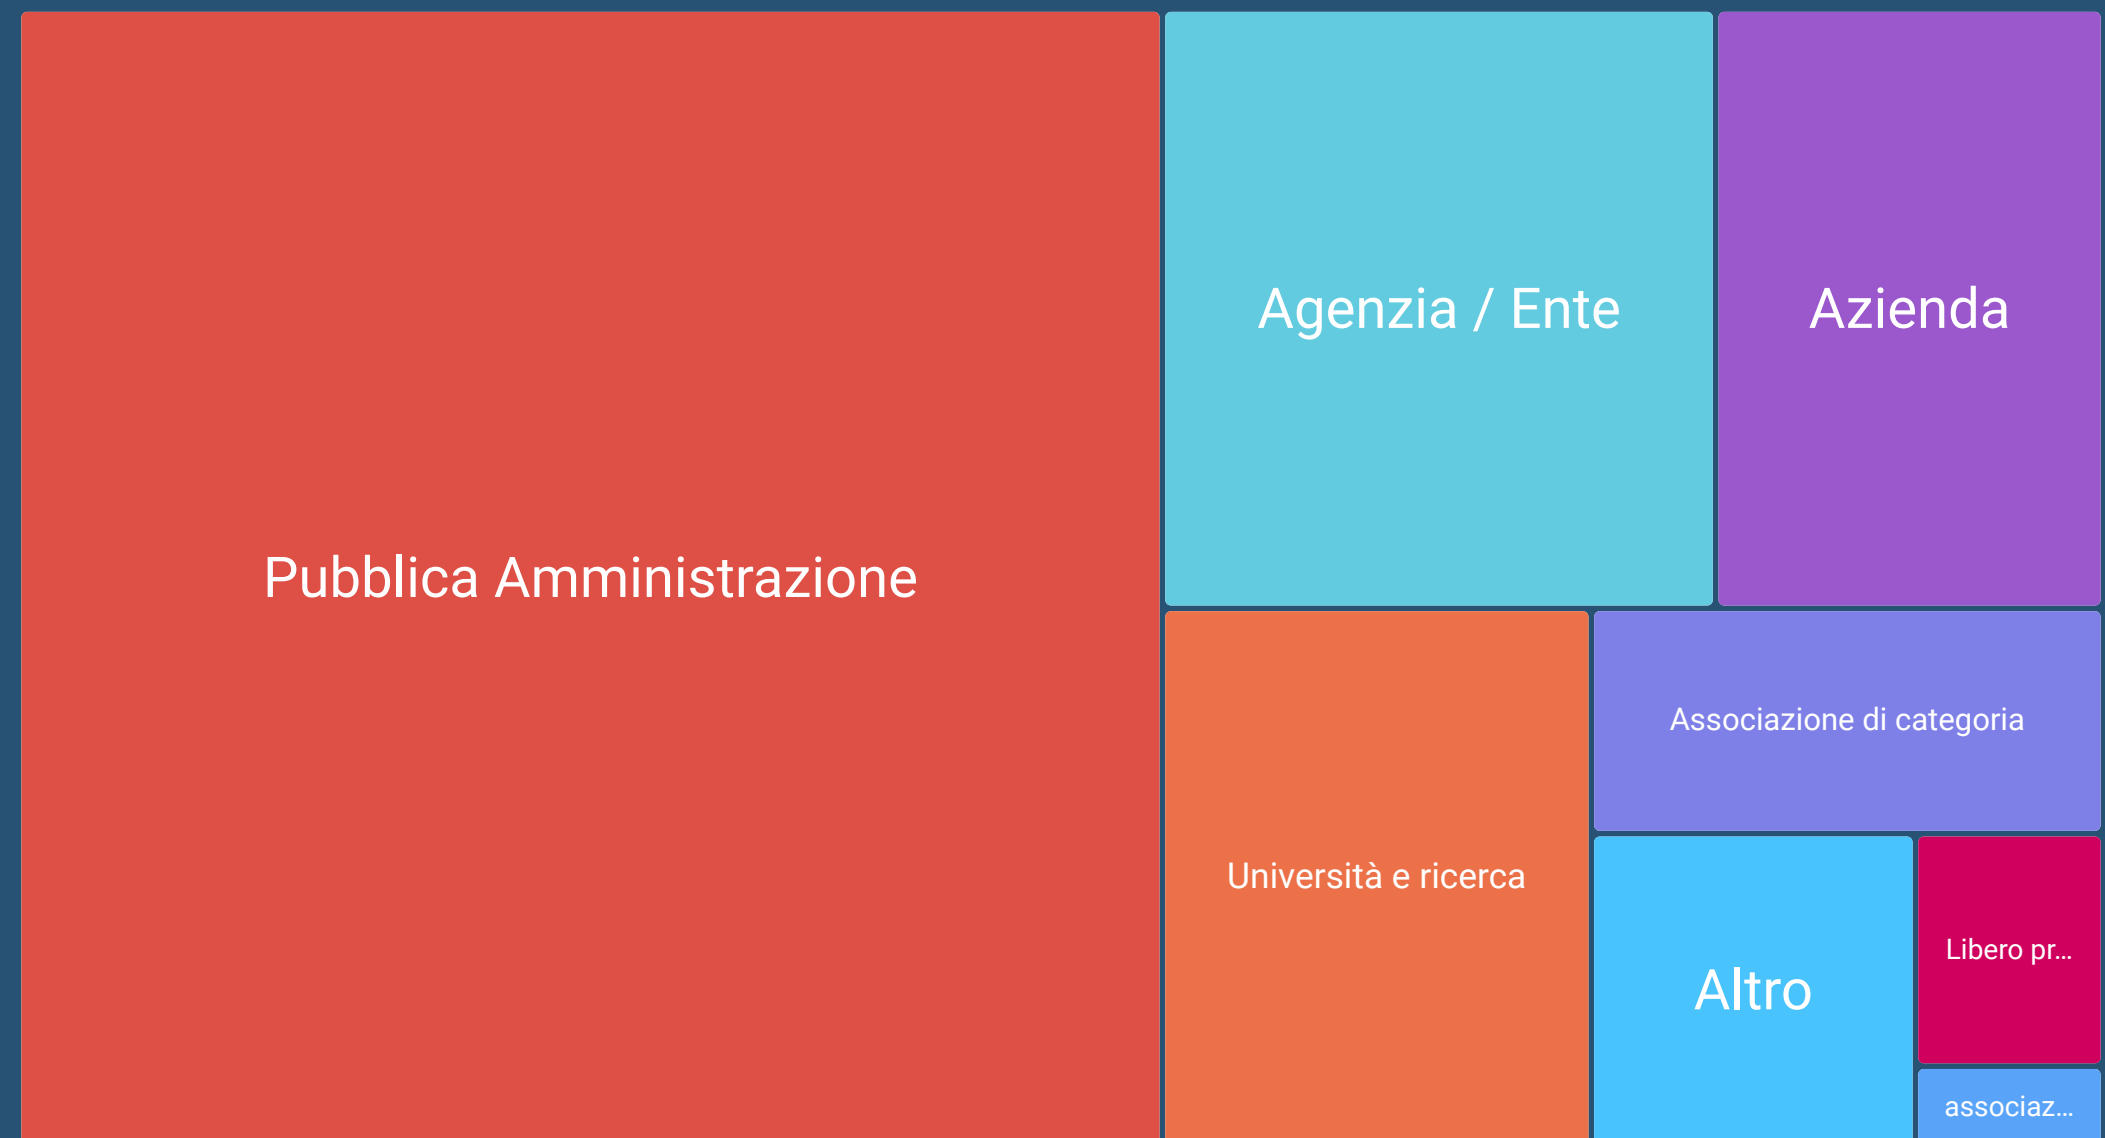 Pubblica Amministrazione
Agenzia / Ente
Azienda
Università e ricerca
Associazione di categoria
Altro
Libero pr...
associaz...